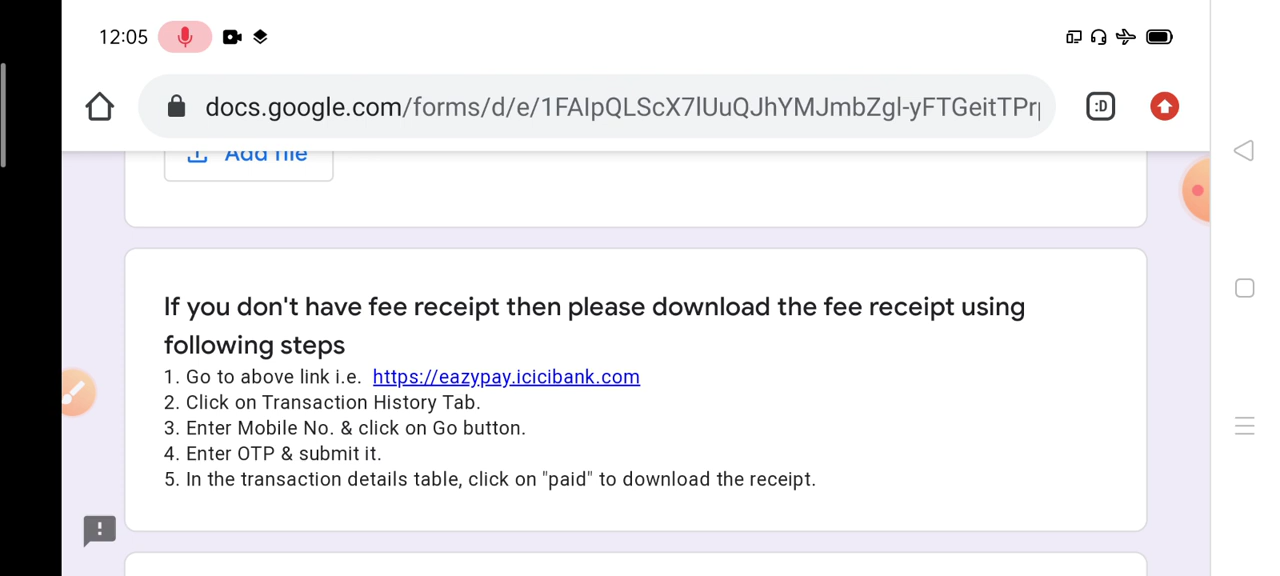 12:05
docs.google.com/forms/d/e/1FAIpQLScX7lUuQJhYMJmbZgl-yFTGeitTPr
:D
Add file
If you don't have fee receipt then please download the fee receipt using
following steps
1. Go to above link i.e. https://eazypay.icicibank.com
2. Click on Transaction History Tab.
3. Enter Mobile No. & click on Go button.
4. Enter OTP & submit it.
5. In the transaction details table, click on "paid" to download the receipt.